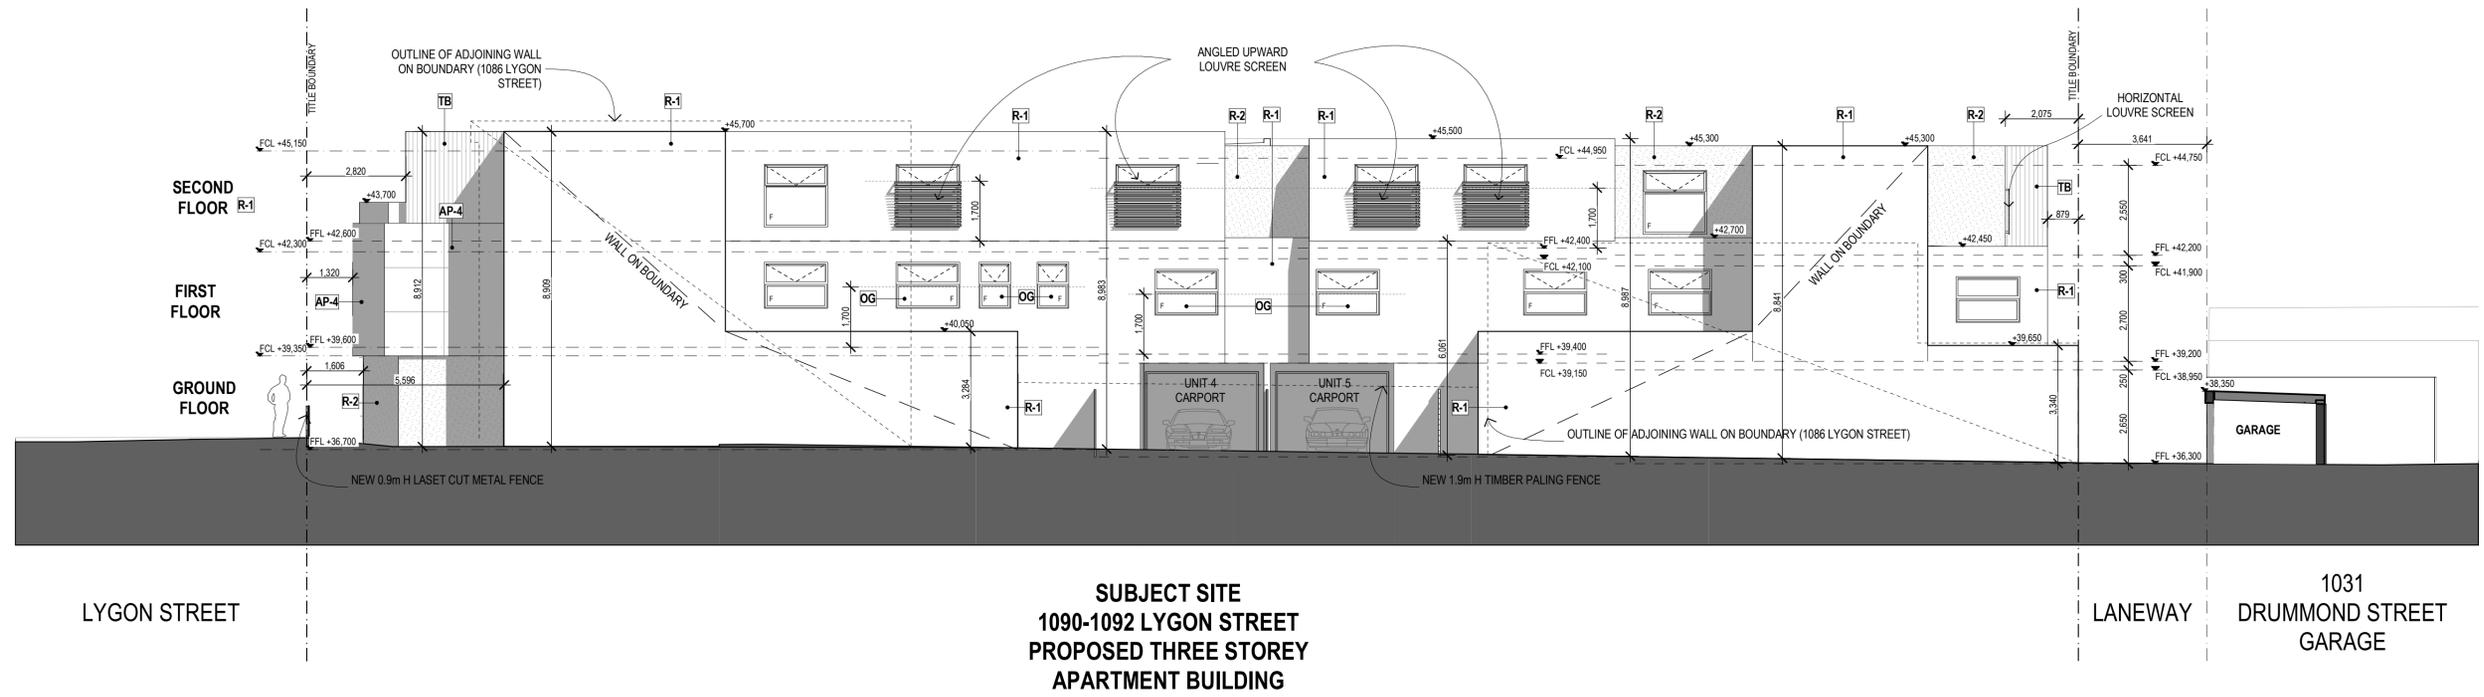 TITLE BOUNDARY
OUTLINE OF ADJOINING WALL
ON BOUNDARY (1086 LYGON
STREET)
ANGLED UPWARD
LOUVRE SCREEN
TITLE BOUNDARY
HORIZONTAL
LOUVRE SCREEN
TB
R-1
R-1
R-2
R-1
R-1
R-2
R-1
R-2
2,075
+45,700
+45,500
+45,300
+45,300
3,641
FCL +45,150
FCL +44,950
FCL +44,750
2,820
SECOND
FLOOR
R-1
+43,700
AP-4
F
1,700
1,700
F
TB
879
2,550
FFL +42,600
FCL +42,300
FFL +42,400
FCL +42,100
+42,700
+42,450
FFL +42,200
FCL +41,900
WALL ON BOUNDARY
WALL ON BOUNDARY
1,320
FIRST
FLOOR
AP-4
8,912
8,909
F
OG
F
F
OG
F
1,700
8,983
F
OG
F
1,700
F
F
8,987
8,841
R-1
300
2,700
+40,050
FFL +39,600
FCL +39,350
FFL +39,400
FCL +39,150
+39,650
FFL +39,200
FCL +38,950
1,606
5,596
GROUND
FLOOR
R-2
3,284
R-1
UNIT 4
CARPORT
UNIT 5
CARPORT
6,061
R-1
3,340
250
2,650
+38,350
GARAGE
OUTLINE OF ADJOINING WALL ON BOUNDARY (1086 LYGON STREET)
FFL +36,700
FFL +36,300
NEW 0.9m H LASET CUT METAL FENCE
NEW 1.9m H TIMBER PALING FENCE
LYGON STREET
SUBJECT SITE
1090-1092 LYGON STREET
PROPOSED THREE STOREY
APARTMENT BUILDING
LANEWAY
1031
DRUMMOND STREET
GARAGE